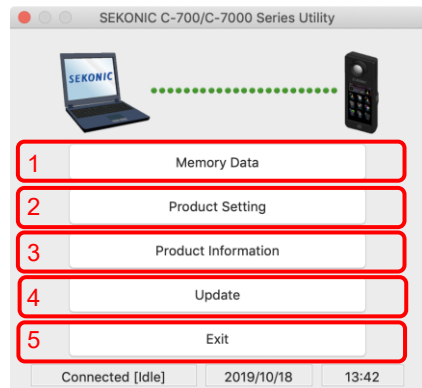 SEKONIC C-700/C-7000 Series Utility
SEKONIC
1 Memory Data
2 Product Setting
3 Product Information
4 Update
5 Exit
Connected [Idle] 2019/10/18 13:42